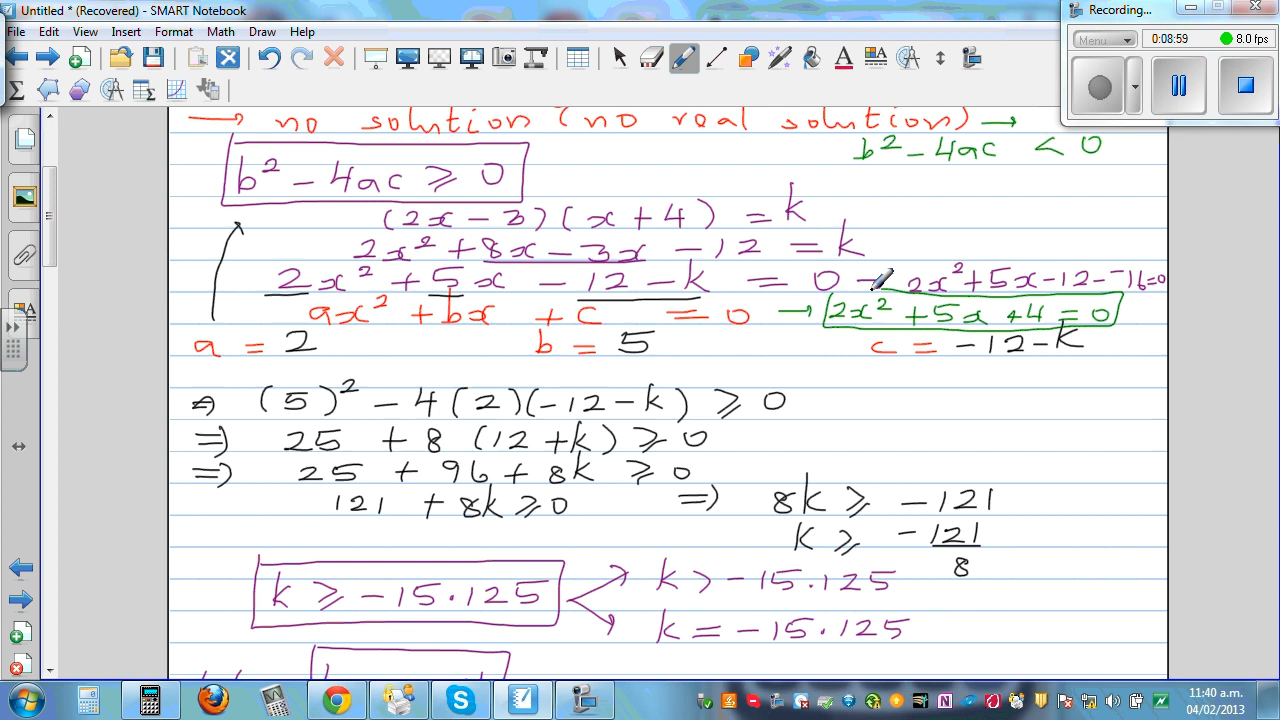 Untitled * (Recovered) - SMART Notebook
File Edit View Insert Format Math Draw Help
Recording...
Menu 0:08:59 8.0 fps
→ no solution (no real solution) →
b² - 4ac < 0
b² - 4ac ⩾ 0
(2x - 3)(x + 4) = k
2x² + 8x - 3x - 12 = k
2x² + 5x - 12 - k = 0 → 2x² + 5x - 12 - ⁻16 = 0
ax² + bx + c = 0 → 2x² + 5x + 4 = 0
a = 2 b = 5 c = -12 - k
⇒ (5)² - 4(2)(-12 - k) ⩾ 0
⇒ 25 + 8(12 + k) ⩾ 0
⇒ 25 + 96 + 8k ⩾ 0
121 + 8k ⩾ 0 ⇒ 8k ⩾ -121
k ⩾ -121/8
k ⩾ -15.125
k > -15.125
k = -15.125
11:40 a.m.
04/02/2013